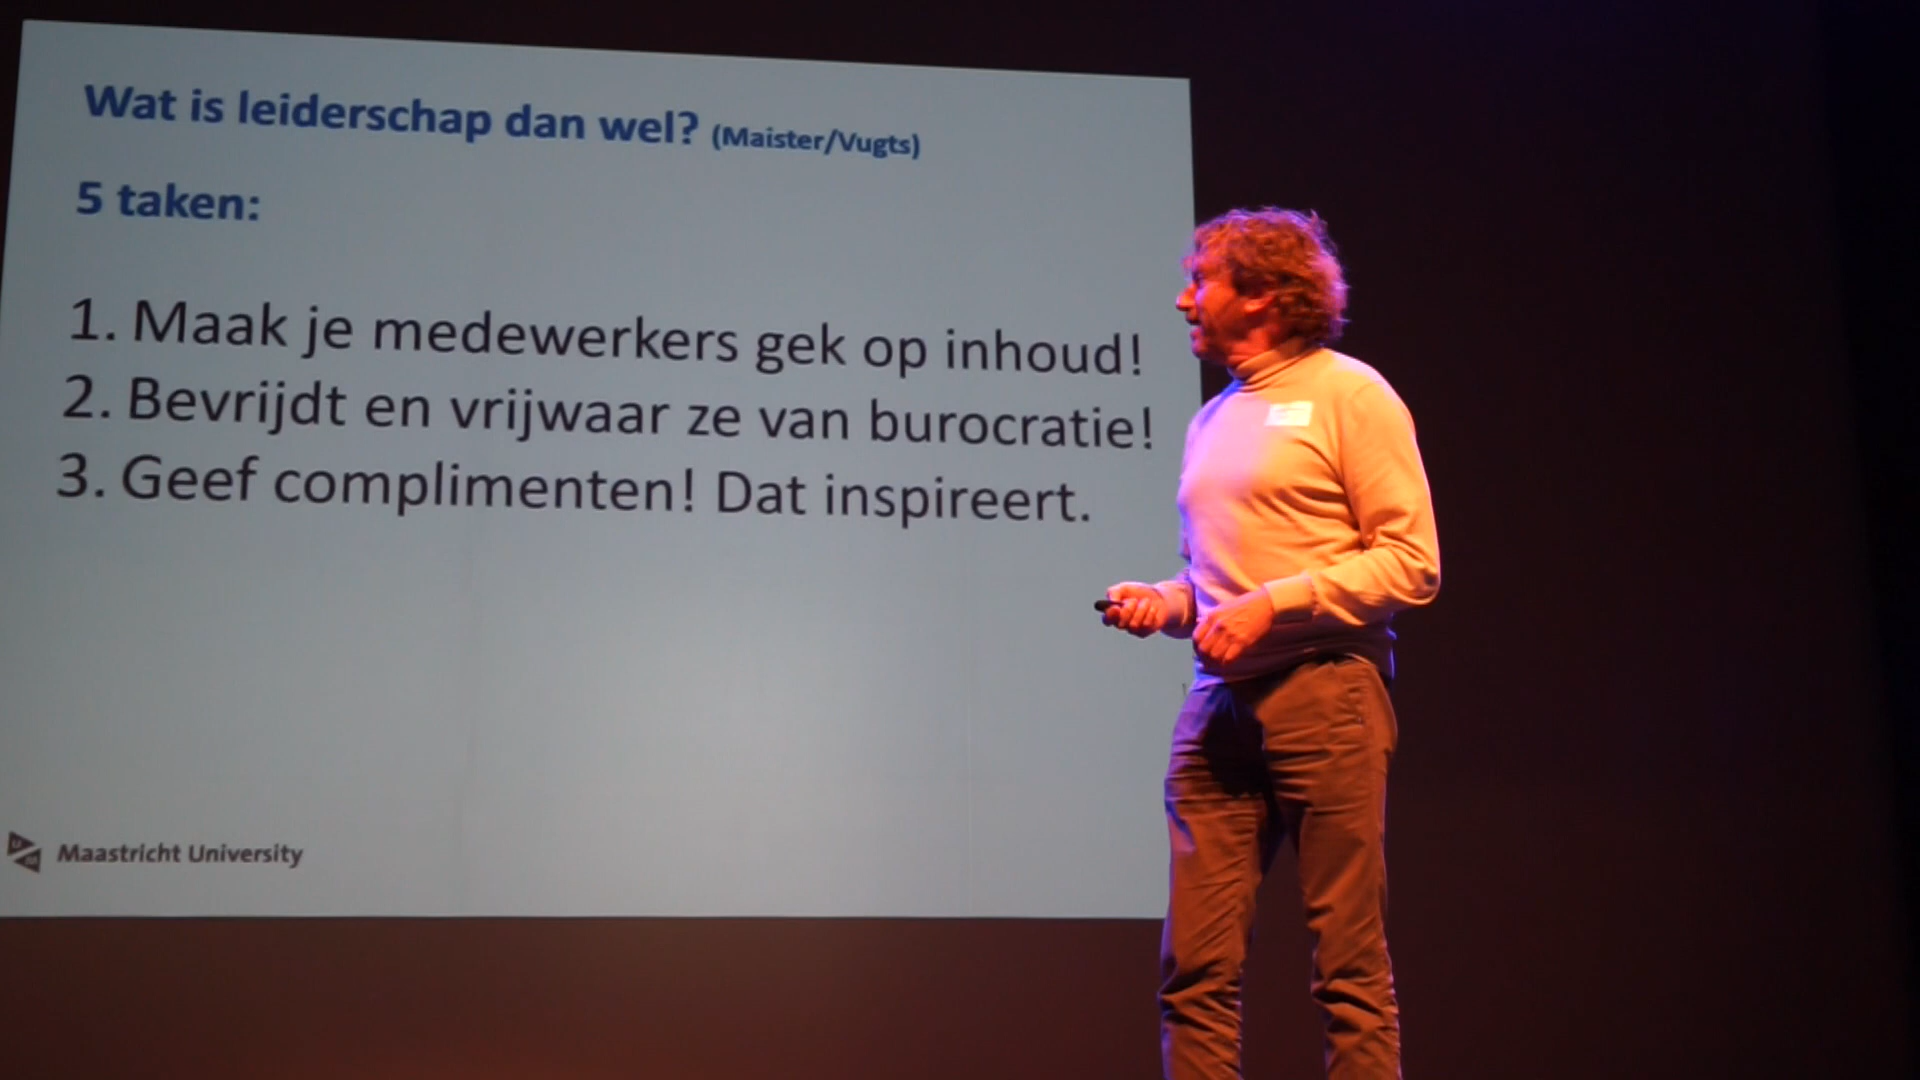 Wat is leiderschap dan wel? (Maister/Vugts)
5 taken:
1. Maak je medewerkers gek op inhoud!
2. Bevrijdt en vrijwaar ze van burocratie!
3. Geef complimenten! Dat inspireert.
Maastricht University